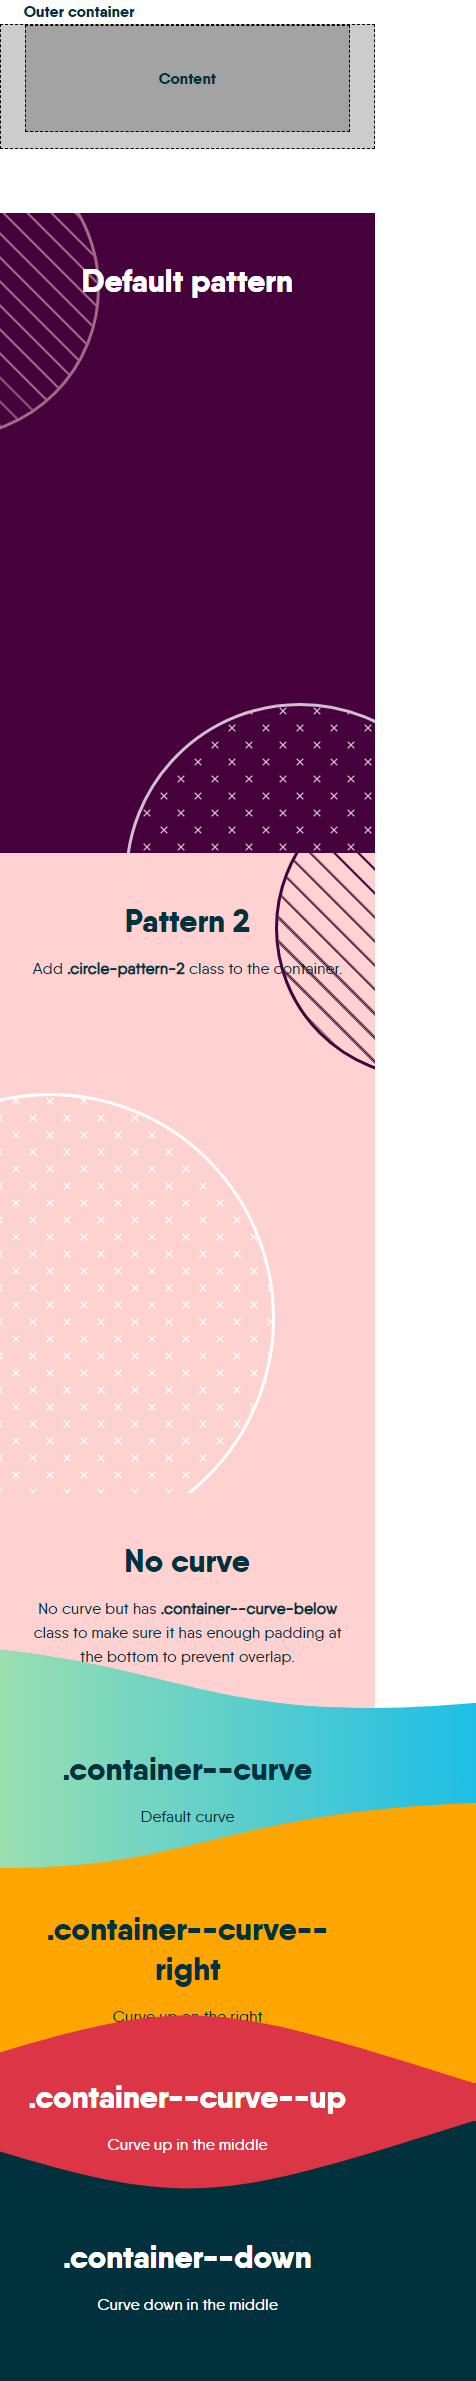 Outer container
Content
Default pattern
Pattern 2
Add .circle-pattern-2 class to the container.
No curve
No curve but has .container--curve-below
class to make sure it has enough padding at
the bottom to prevent overlap.
.container--curve
Default curve
.container--curve--
right
Curve up on the right
.container--curve--up
Curve up in the middle
.container--down
Curve down in the middle